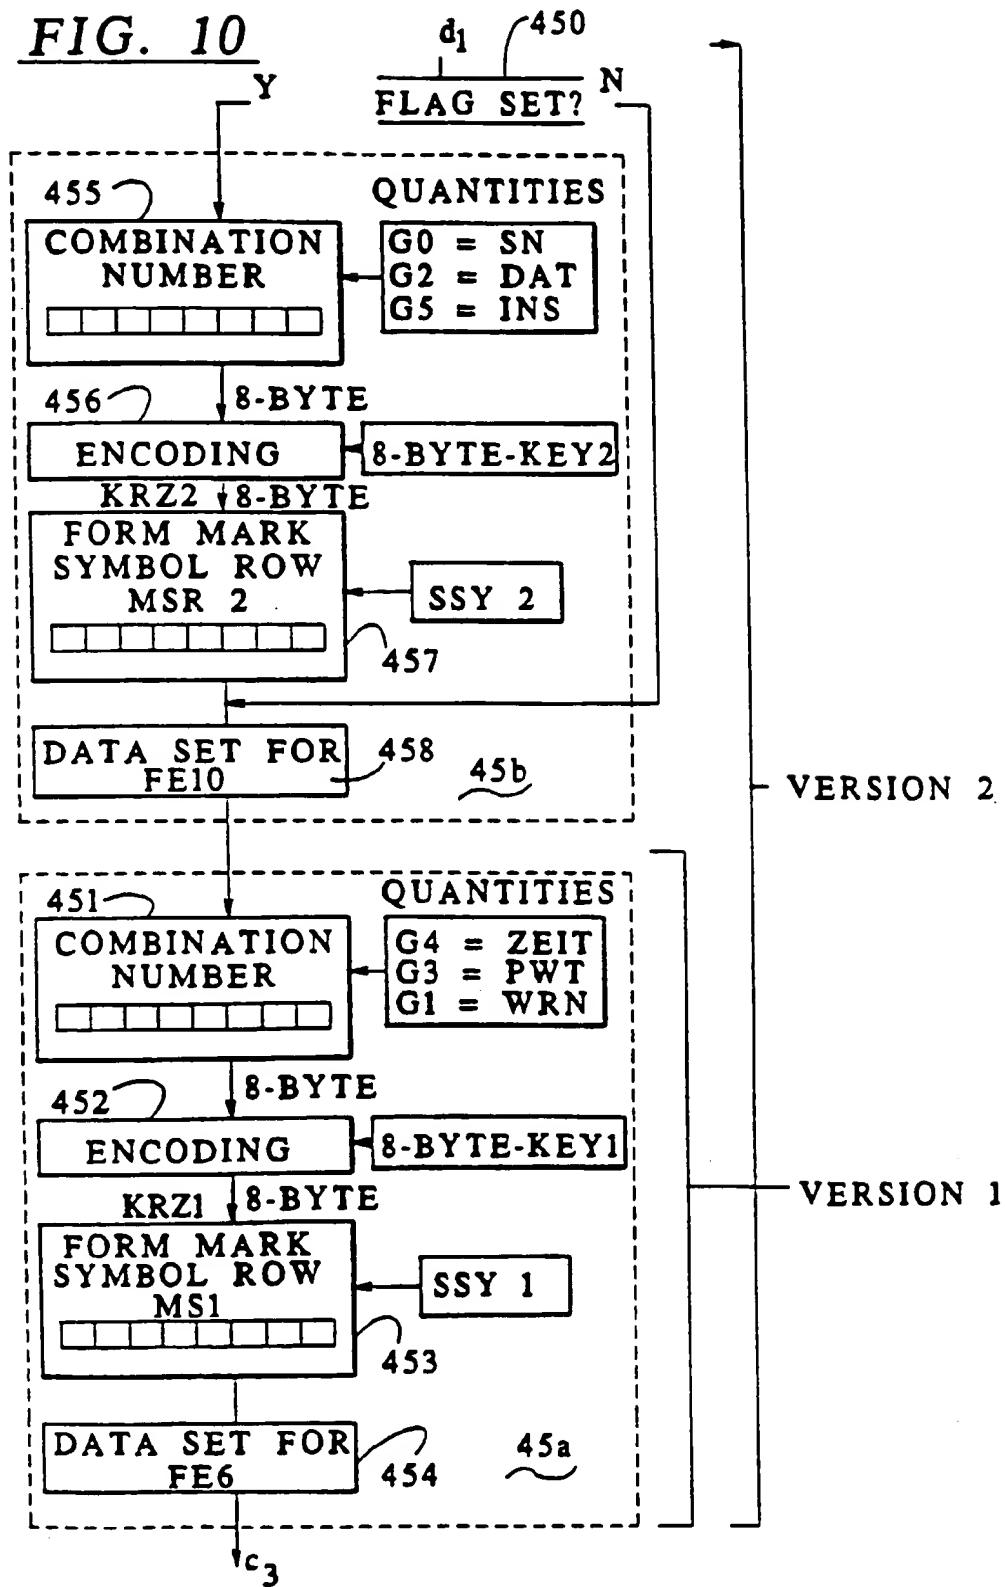 FIG. 10
d1
450
Y
FLAG SET?
N
455
QUANTITIES
COMBINATION
NUMBER
G0 = SN
G2 = DAT
G5 = INS
456
8-BYTE
ENCODING
8-BYTE-KEY2
KRZ2
8-BYTE
FORM MARK
SYMBOL ROW
MSR 2
SSY 2
457
DATA SET FOR
FE10
458
45b
VERSION 2
451
QUANTITIES
COMBINATION
NUMBER
G4 = ZEIT
G3 = PWT
G1 = WRN
452
8-BYTE
ENCODING
8-BYTE-KEY1
KRZ1
8-BYTE
VERSION 1
FORM MARK
SYMBOL ROW
MS1
SSY 1
453
DATA SET FOR
FE6
454
45a
c3